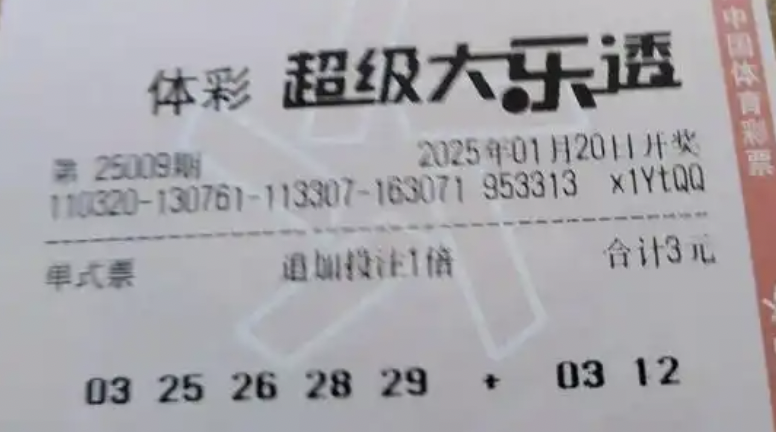 体彩 超级大乐透
第 25009期 2025年01月20日开奖
110320-130761-113307-163071 953313 x1YtQQ
单式票 追加投注1倍 合计3元
03 25 26 28 29 + 03 12
中国体育彩票